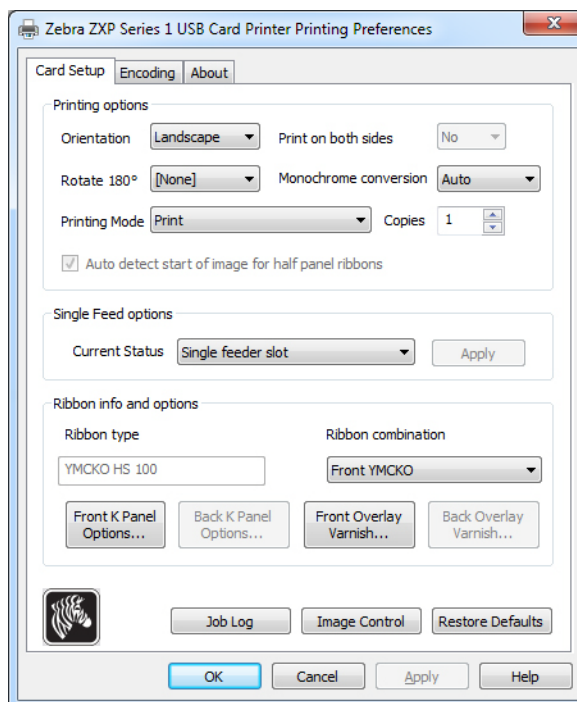 Zebra ZXP Series 1 USB Card Printer Printing Preferences
Card Setup Encoding About
Printing options
Orientation Landscape Print on both sides No
Rotate 180° [None] Monochrome conversion Auto
Printing Mode Print Copies 1
Auto detect start of image for half panel ribbons
Single Feed options
Current Status Single feeder slot Apply
Ribbon info and options
Ribbon type Ribbon combination
YMCKO HS 100 Front YMCKO
Front K Panel Options... Back K Panel Options... Front Overlay Varnish... Back Overlay Varnish...
Job Log Image Control Restore Defaults
OK Cancel Apply Help